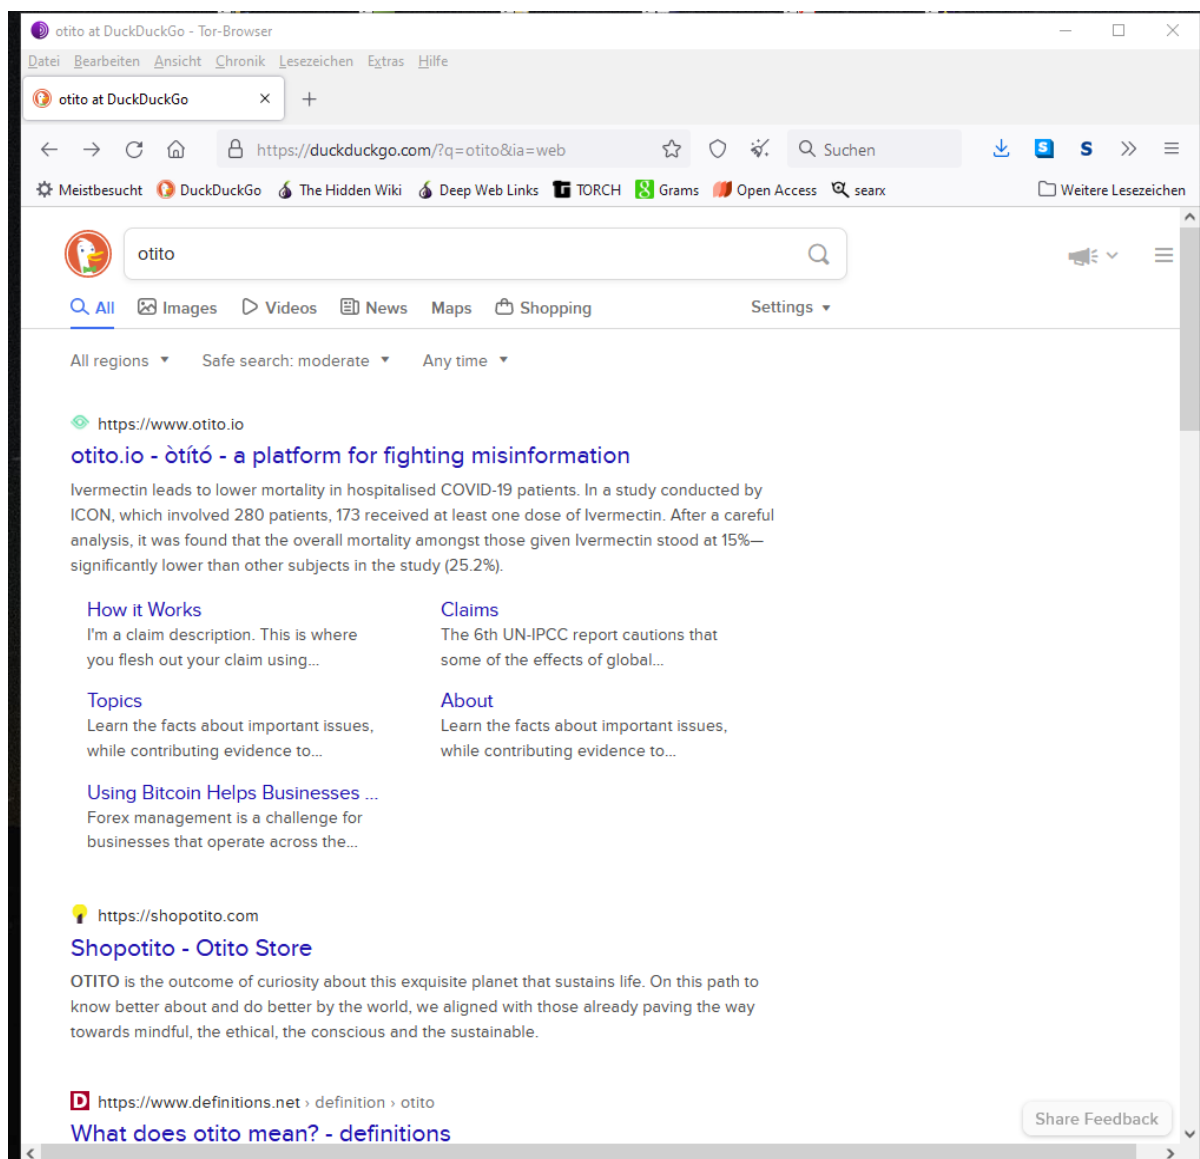 otito at DuckDuckGo - Tor-Browser
Datei Bearbeiten Ansicht Chronik Lesezeichen Extras Hilfe
otito at DuckDuckGo
https://duckduckgo.com/?q=otito&ia=web
Suchen
S
S
Meistbesucht DuckDuckGo The Hidden Wiki Deep Web Links TORCH Grams Open Access searx Weitere Lesezeichen
otito
All Images Videos News Maps Shopping Settings
All regions Safe search: moderate Any time
https://www.otito.io
otito.io - òtító - a platform for fighting misinformation
Ivermectin leads to lower mortality in hospitalised COVID-19 patients. In a study conducted by
ICON, which involved 280 patients, 173 received at least one dose of Ivermectin. After a careful
analysis, it was found that the overall mortality amongst those given Ivermectin stood at 15%—
significantly lower than other subjects in the study (25.2%).
How it Works
I'm a claim description. This is where
you flesh out your claim using...
Claims
The 6th UN-IPCC report cautions that
some of the effects of global...
Topics
Learn the facts about important issues,
while contributing evidence to...
About
Learn the facts about important issues,
while contributing evidence to...
Using Bitcoin Helps Businesses ...
Forex management is a challenge for
businesses that operate across the...
https://shopotito.com
Shopotito - Otito Store
OTITO is the outcome of curiosity about this exquisite planet that sustains life. On this path to
know better about and do better by the world, we aligned with those already paving the way
towards mindful, the ethical, the conscious and the sustainable.
D https://www.definitions.net › definition › otito
What does otito mean? - definitions
Share Feedback